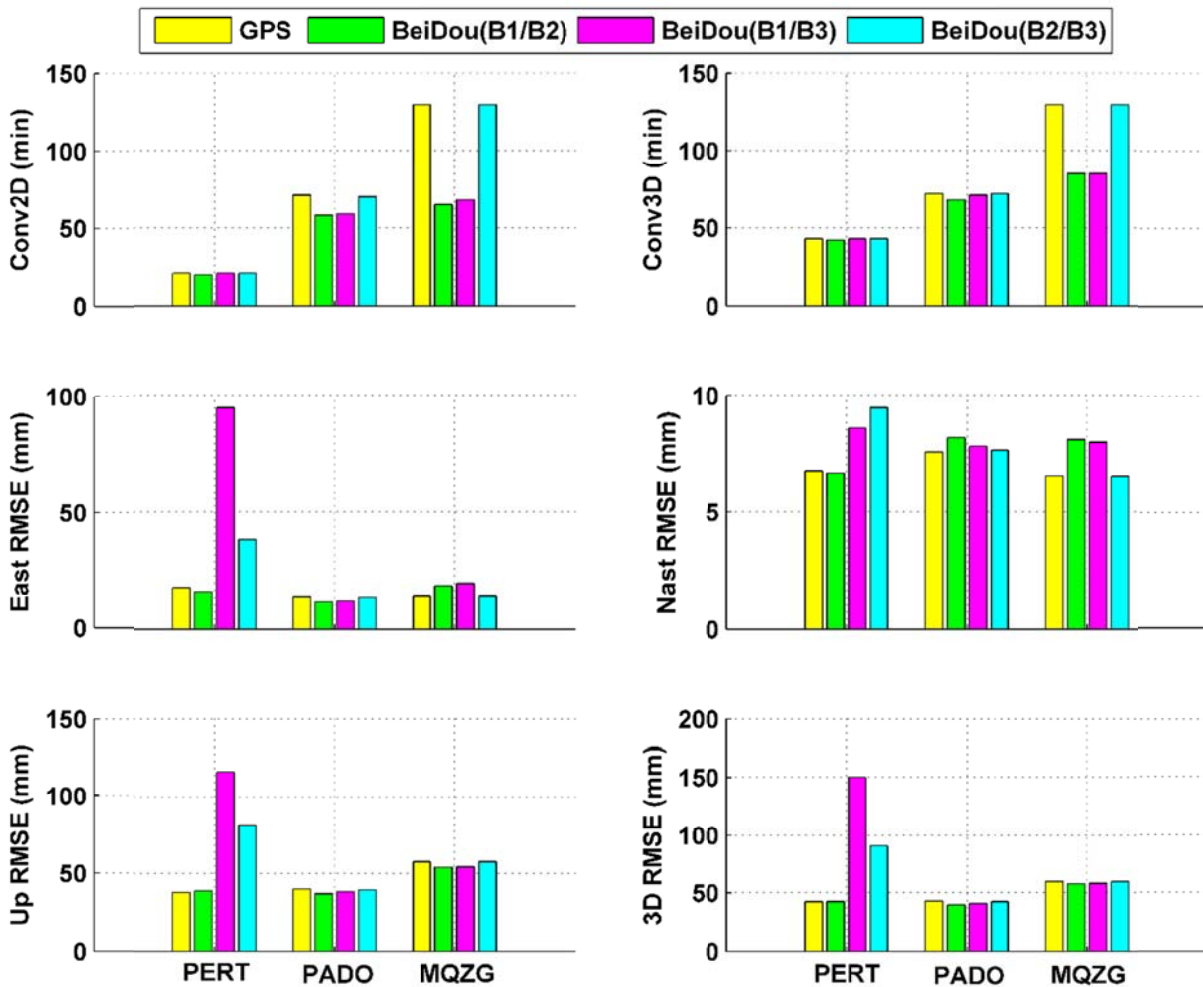 GPS BeiDou(B1/B2) BeiDou(B1/B3) BeiDou(B2/B3)
Conv2D (min)
150
100
50
0
Conv3D (min)
150
100
50
0
East RMSE (mm)
100
50
0
Nast RMSE (mm)
10
5
0
Up RMSE (mm)
150
100
50
0
PERT PADO MQZG
3D RMSE (mm)
200
150
100
50
0
PERT PADO MQZG